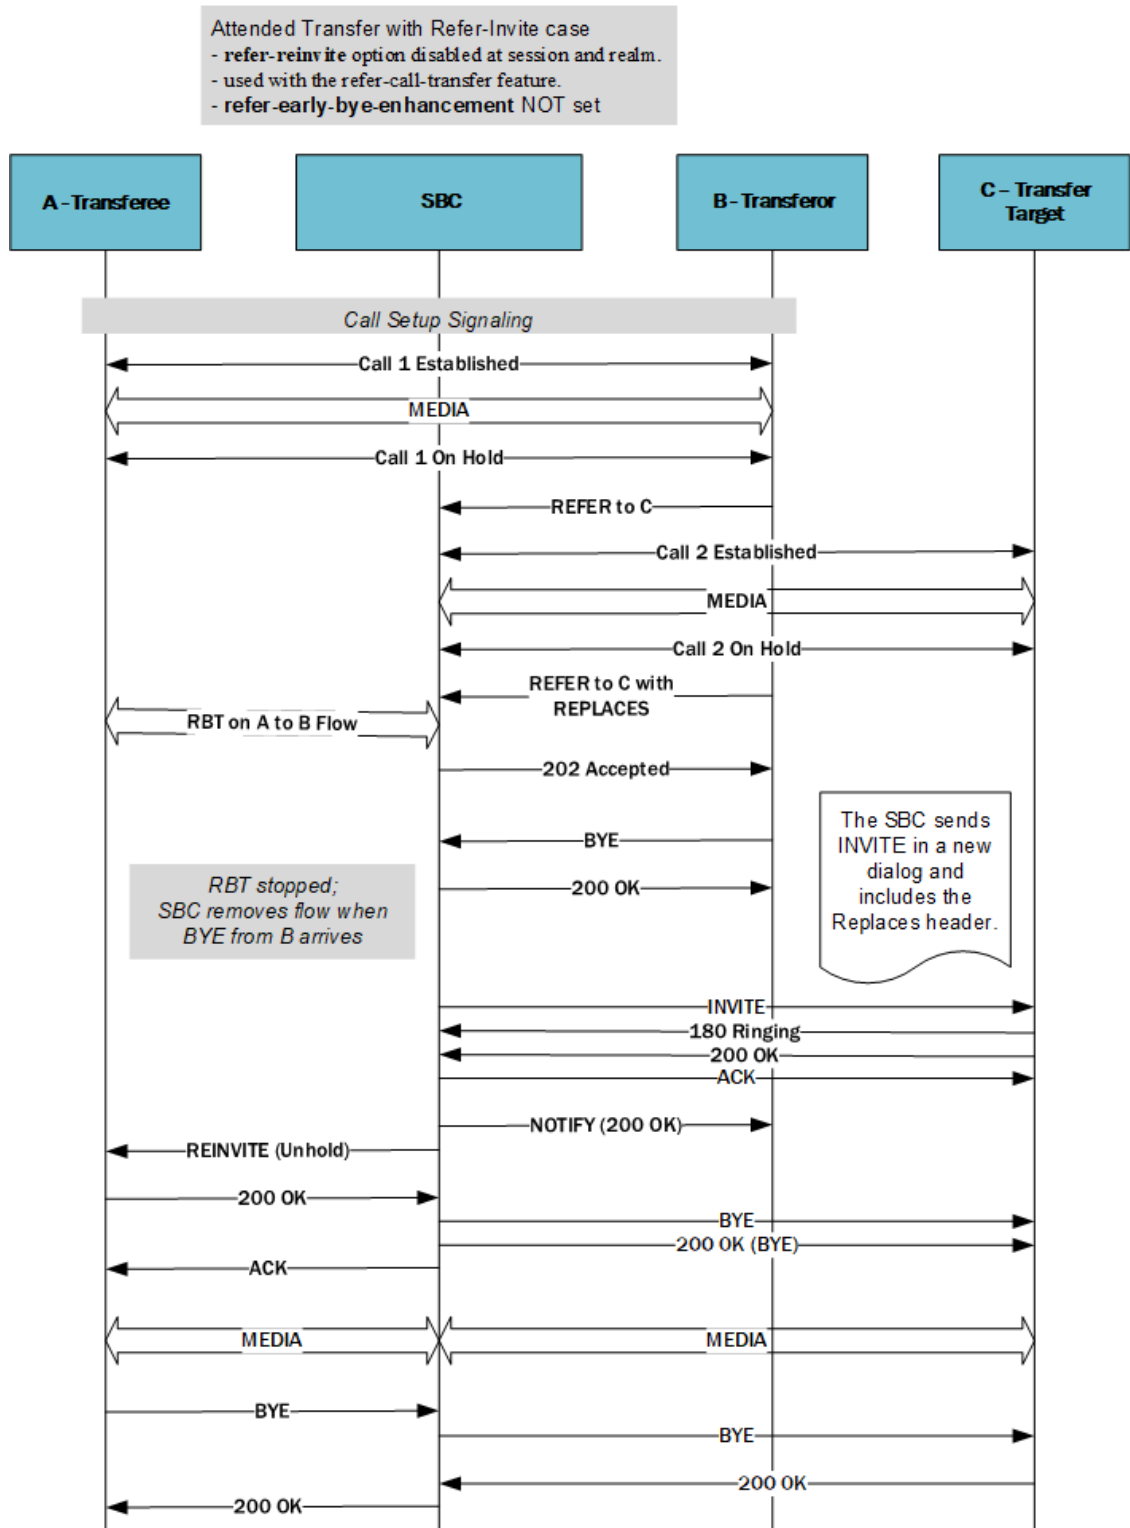 Attended Transfer with Refer-Invite case
- refer-reinvite option disabled at session and realm.
- used with the refer-call-transfer feature.
- refer-early-bye-enhancement NOT set
A - Transferee
SBC
B - Transferor
C – Transfer
Target
Call Setup Signaling
Call 1 Established
MEDIA
Call 1 On Hold
REFER to C
Call 2 Established
MEDIA
Call 2 On Hold
REFER to C with
REPLACES
RBT on A to B Flow
202 Accepted
The SBC sends
INVITE in a new
dialog and
includes the
Replaces header.
BYE
200 OK
RBT stopped;
SBC removes flow when
BYE from B arrives
INVITE
180 Ringing
200 OK
ACK
NOTIFY (200 OK)
REINVITE (Unhold)
200 OK
BYE
200 OK (BYE)
ACK
MEDIA
MEDIA
BYE
BYE
200 OK
200 OK